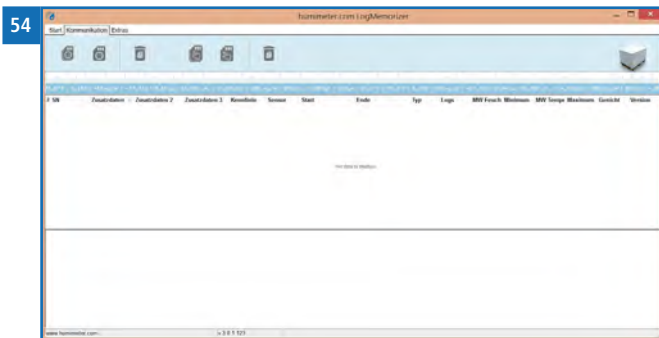 54
humimeter.com LogMemorizer
Start Kommunikation Extras
# SN Zusatzdaten Zusatzdaten 2 Zusatzdaten 3 Kennlinie Sensor Start Ende Typ Logs MW Feuch Minimum MW Tempe Maximum Gewicht Version
www.humimeter.com